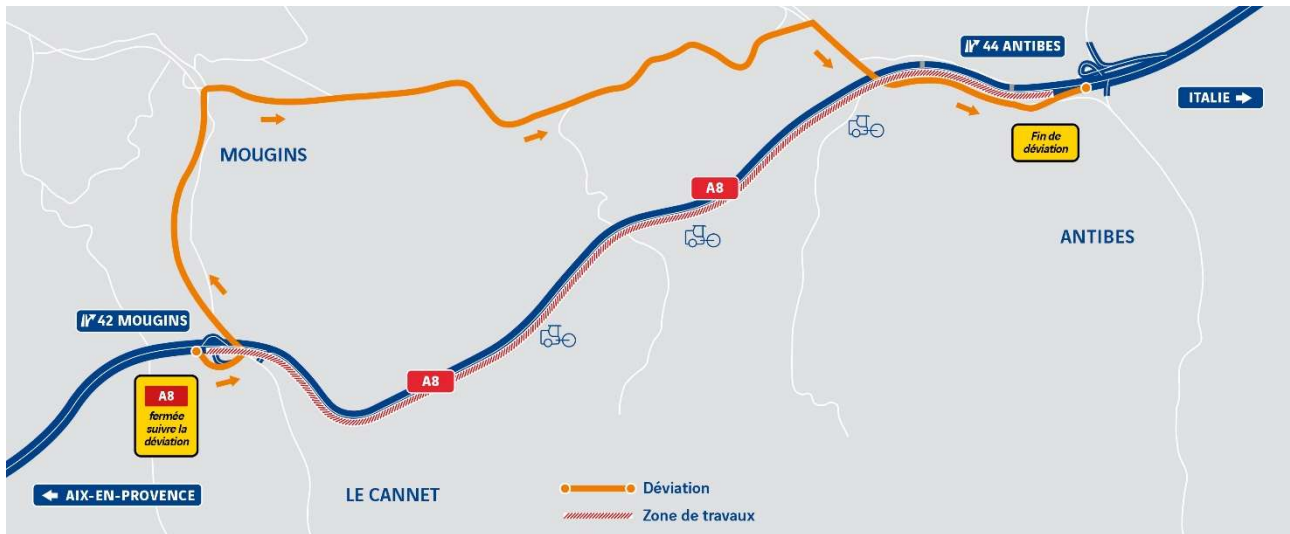 44 ANTIBES
ITALIE
Fin de
déviation
MOUGINS
A8
ANTIBES
42 MOUGINS
A8
A8
fermée
suivre la
déviation
AIX-EN-PROVENCE
LE CANNET
Déviation
Zone de travaux